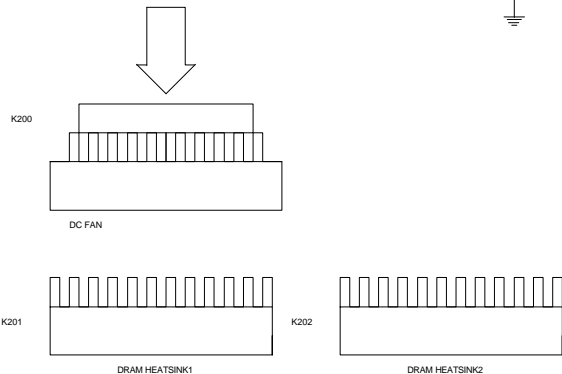 K200
DC FAN
K201
K202
DRAM HEATSINK1
DRAM HEATSINK2